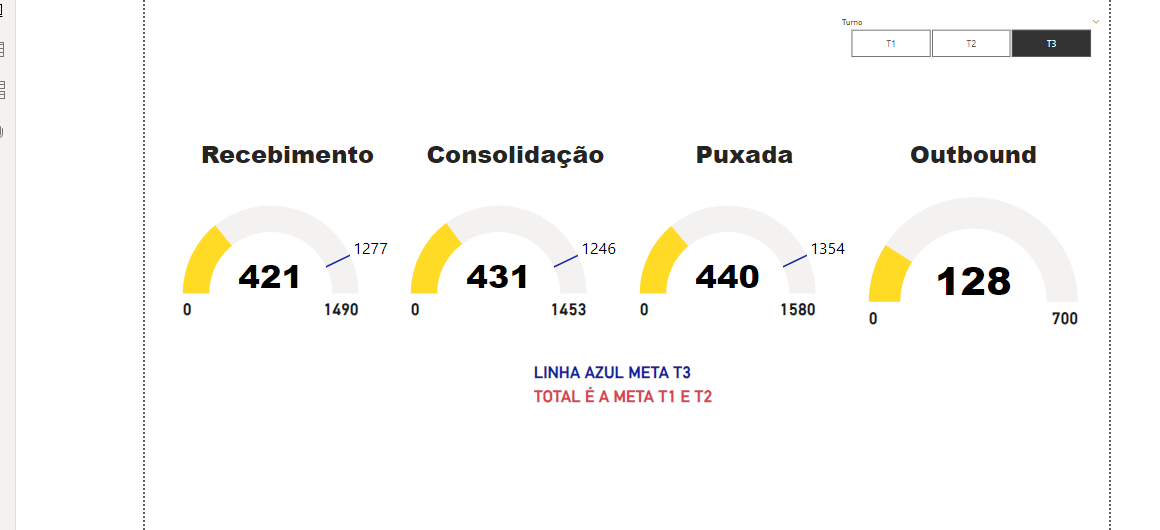 Turno
T1 T2 T3
Recebimento Consolidação Puxada Outbound
1277 1246 1354
421 431 440 128
0 1490 0 1453 0 1580 0 700
LINHA AZUL META T3
TOTAL É A META T1 E T2